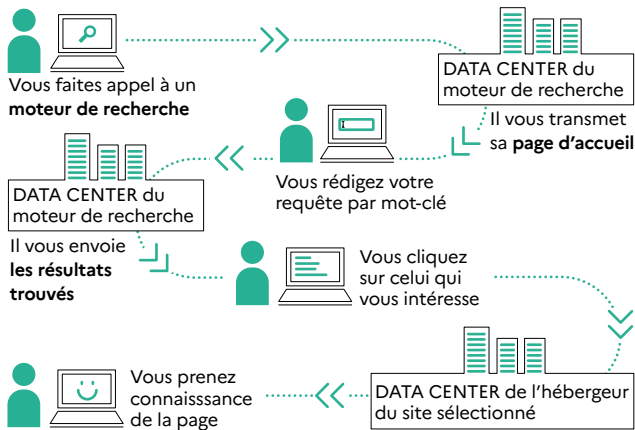 Vous faites appel à un
moteur de recherche
DATA CENTER du
moteur de recherche
Il vous transmet
sa page d'accueil
Vous rédigez votre
requête par mot-clé
DATA CENTER du
moteur de recherche
Il vous envoie
les résultats
trouvés
Vous cliquez
sur celui qui
vous intéresse
DATA CENTER de l'hébergeur
du site sélectionné
Vous prenez
connaisssance
de la page